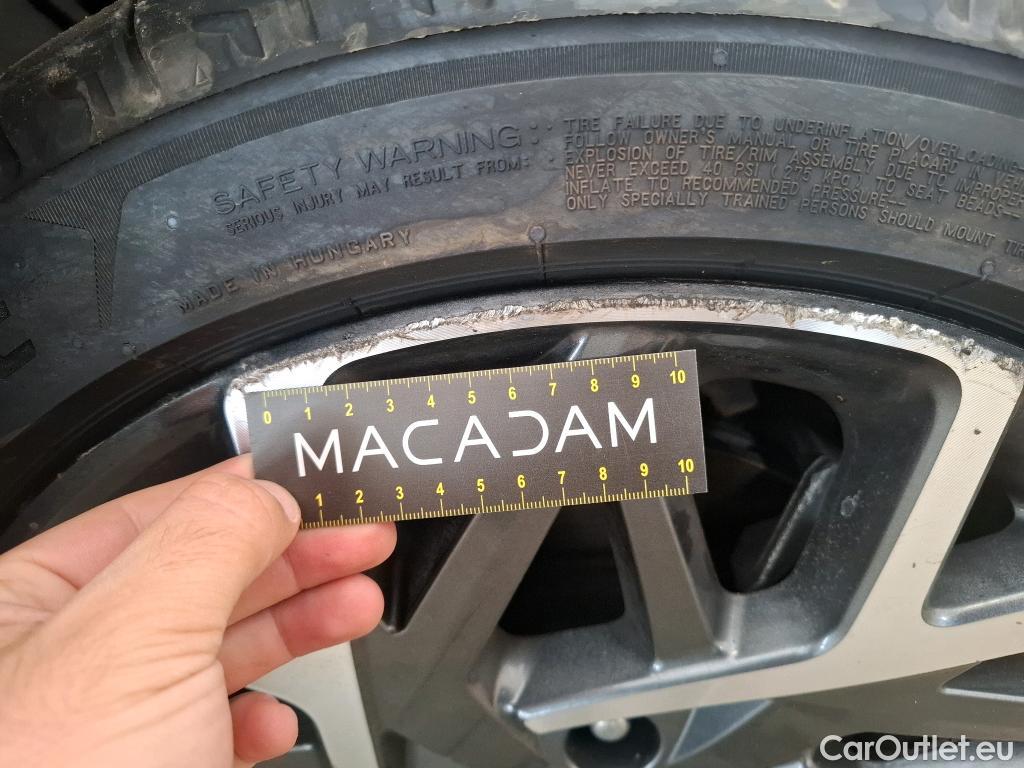 SAFETY WARNING:
SERIOUS INJURY MAY RESULT FROM:
TIRE FAILURE DUE TO UNDERINFLATION/OVERLOADING
FOLLOW OWNER'S MANUAL OR TIRE PLACARD IN VEH
EXPLOSION OF TIRE/RIM ASSEMBLY DUE TO IMPROPER
NEVER EXCEED 40 PSI (275 KPA) TO SEAT BEADS
INFLATE TO RECOMMENDED PRESSURE
ONLY SPECIALLY TRAINED PERSONS SHOULD MOUNT TIR
MADE IN HUNGARY
0 1 2 3 4 5 6 7 8 9 10
MACADAM
1 2 3 4 5 6 7 8 9 10
CarOutlet.eu